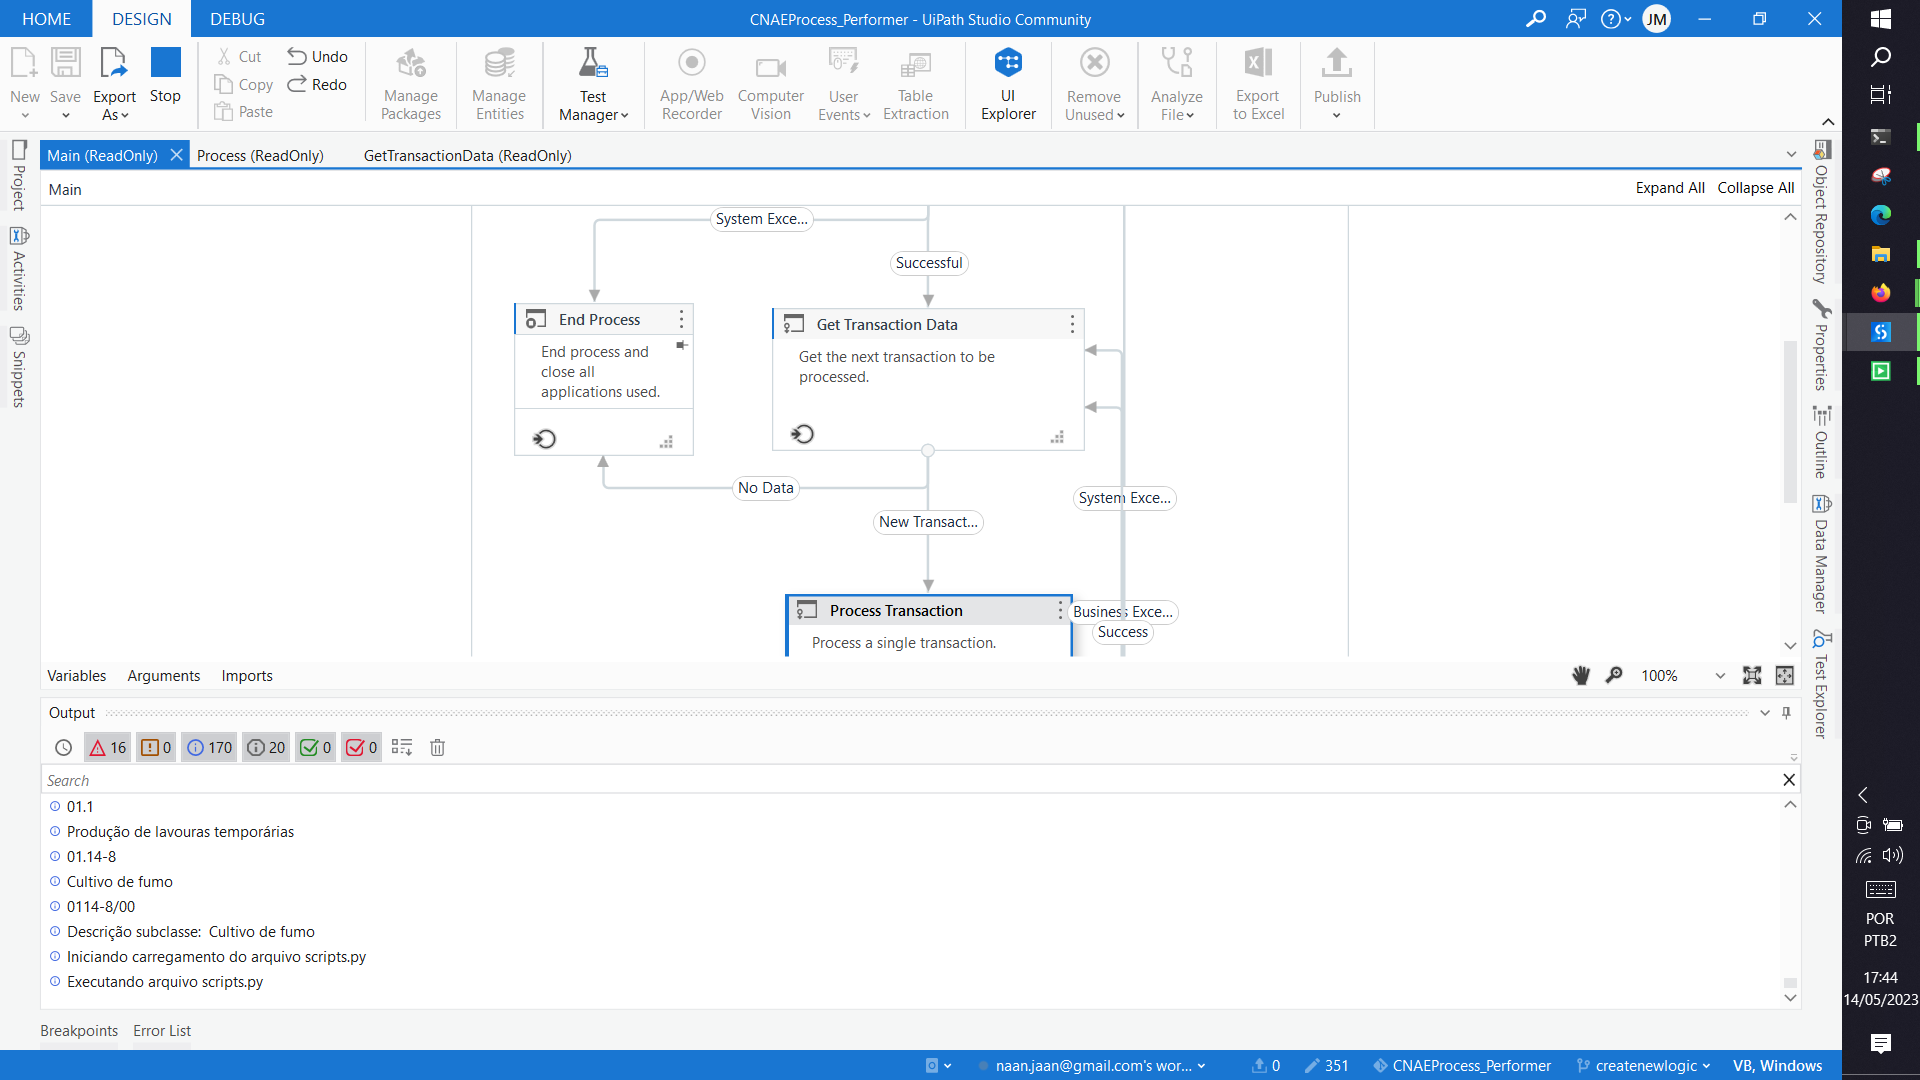 HOME DESIGN DEBUG
CNAEProcess_Performer - UiPath Studio Community
JM
New
Save
Export As
Stop
Cut
Copy
Paste
Undo
Redo
Manage Packages
Manage Entities
Test Manager
App/Web Recorder
Computer Vision
User Events
Table Extraction
UI Explorer
Remove Unused
Analyze File
Export to Excel
Publish
Main (ReadOnly) Process (ReadOnly) GetTransactionData (ReadOnly)
Main
Expand All Collapse All
Project
Activities
Snippets
System Exce...
Successful
End Process
End process and
close all
applications used.
Get Transaction Data
Get the next transaction to be
processed.
No Data
System Exce...
New Transact...
Process Transaction
Process a single transaction.
Business Exce...
Success
Object Repository
Properties
Outline
Data Manager
Test Explorer
Variables Arguments Imports
100%
Output
16 0 170 20 0 0
Search
01.1
Produção de lavouras temporárias
01.14-8
Cultivo de fumo
0114-8/00
Descrição subclasse: Cultivo de fumo
Iniciando carregamento do arquivo scripts.py
Executando arquivo scripts.py
Breakpoints Error List
naan.jaan@gmail.com's wor... 0 351 CNAEProcess_Performer createnewlogic VB, Windows
POR
PTB2
17:44
14/05/2023